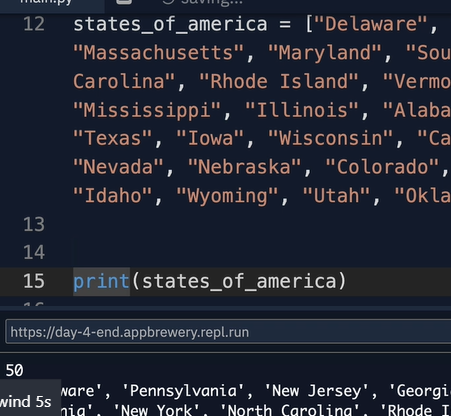 main.py saving...
12 states_of_america = ["Delaware",
"Massachusetts", "Maryland", "Sou
Carolina", "Rhode Island", "Vermo
"Mississippi", "Illinois", "Alaba
"Texas", "Iowa", "Wisconsin", "Ca
"Nevada", "Nebraska", "Colorado",
"Idaho", "Wyoming", "Utah", "Okla
13
14
15 print(states_of_america)
https://day-4-end.appbrewery.repl.run
50
ware', 'Pennsylvania', 'New Jersey', 'Georgi
wind 5s
nia', 'New York', 'North Carolina', 'Rhode I